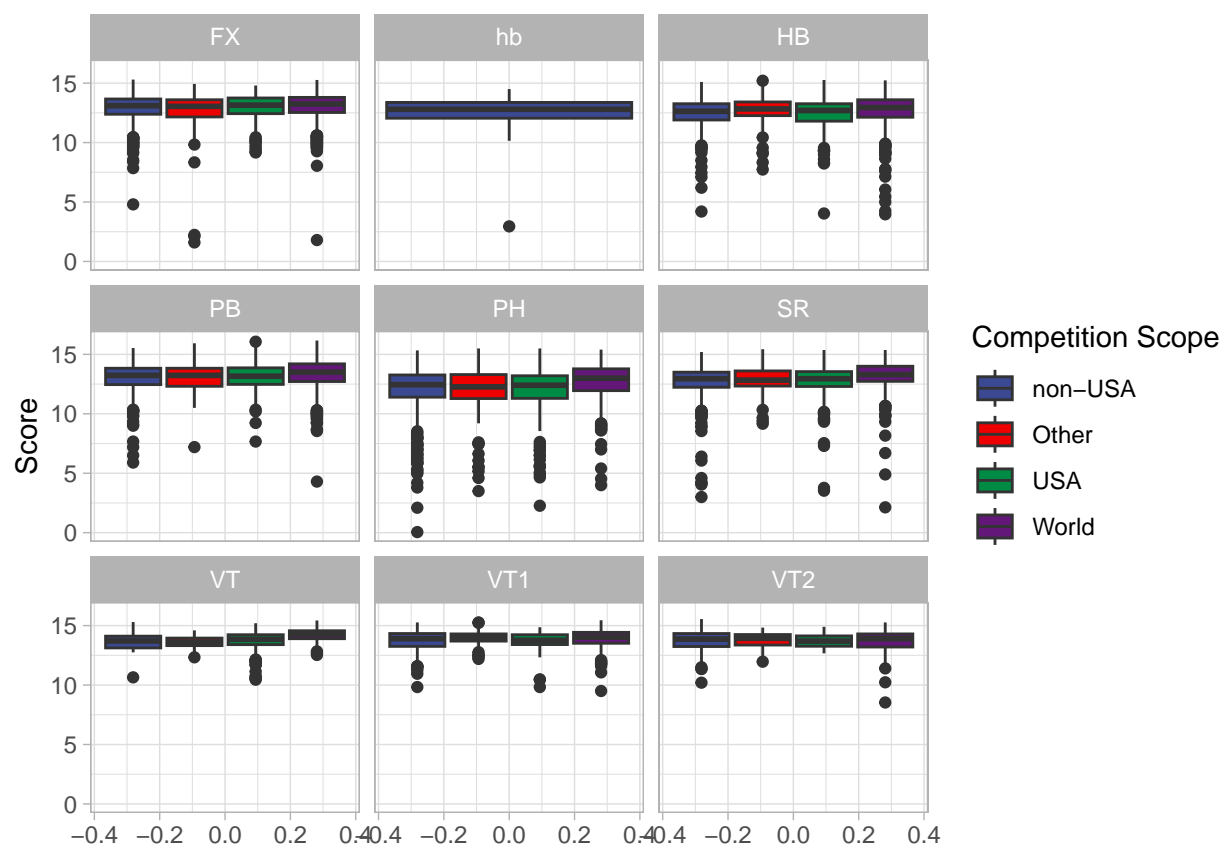 FX hb HB
15
10
5
0
PB PH SR
15
10
5
0
Score
VT VT1 VT2
15
10
5
0
−0.4 −0.2 0.0 0.2 0.4 −0.4 −0.2 0.0 0.2 0.4 −0.4 −0.2 0.0 0.2 0.4
Competition Scope
non−USA
Other
USA
World